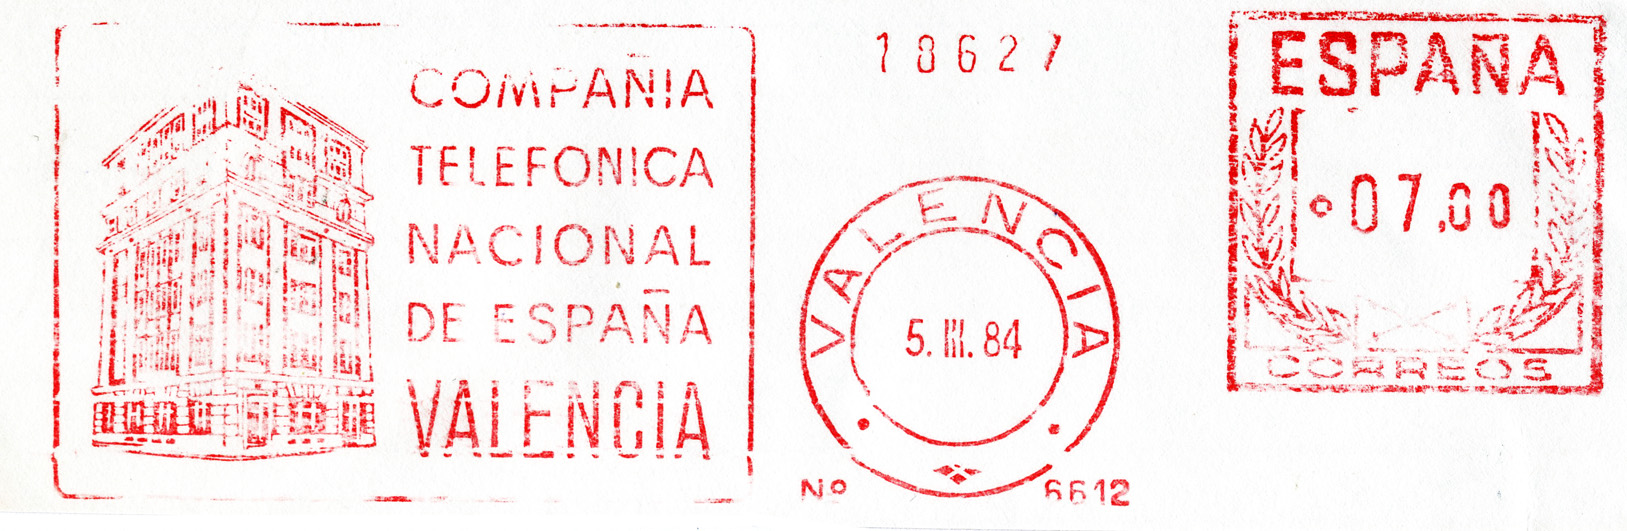 COMPAÑIA
TELEFONICA
NACIONAL
DE ESPAÑA
VALENCIA
18627
VALENCIA
5. III. 84
Nº 6612
ESPAÑA
07,00
CORREOS